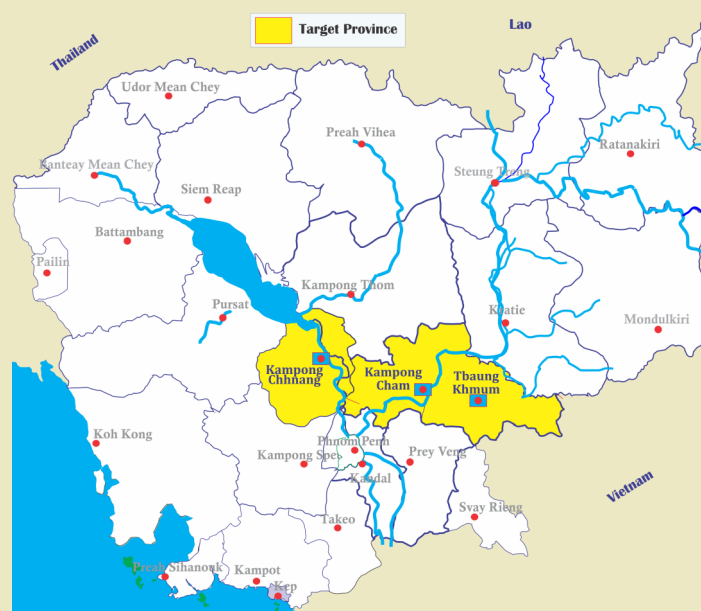 Target Province
Lao
Thailand
Udor Mean Chey
Preah Vihea
Ratanakiri
Banteay Mean Chey
Steung Treng
Siem Reap
Battambang
Pailin
Kampong Thom
Pursat
Kratie
Mondulkiri
Kampong
Chhnang
Kampong
Cham
Tbaung
Khmum
Koh Kong
Phnom Penh
Kampong Spe
Prey Veng
Kandal
Vietnam
Svay Rieng
Takeo
Preah Sihanouk
Kampot
Kep